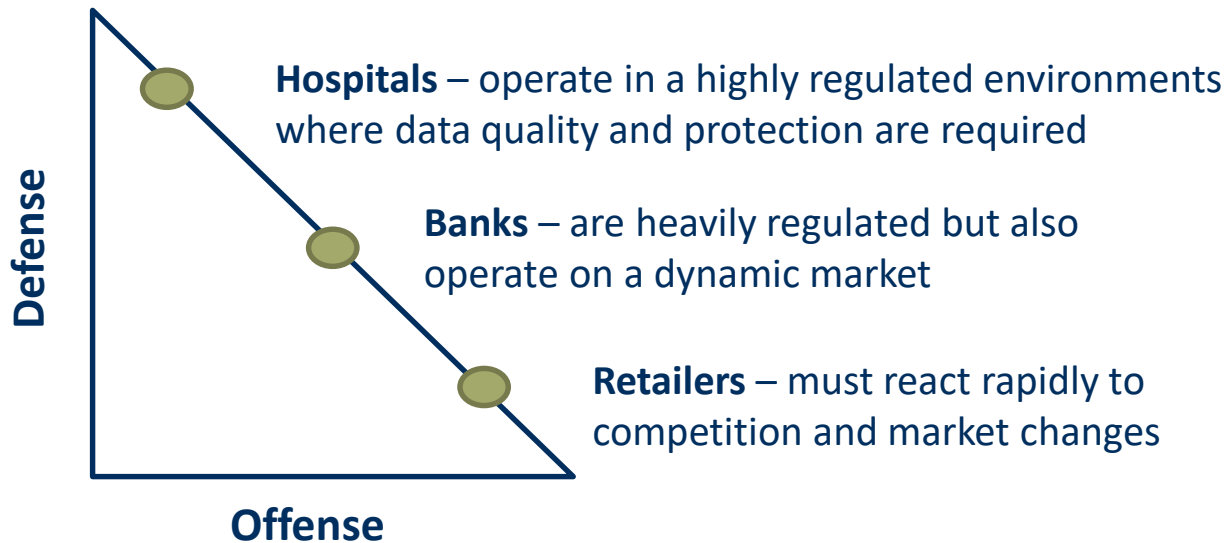 Hospitals – operate in a highly regulated environments
where data quality and protection are required
Defense
Banks – are heavily regulated but also
operate on a dynamic market
Retailers – must react rapidly to
competition and market changes
Offense